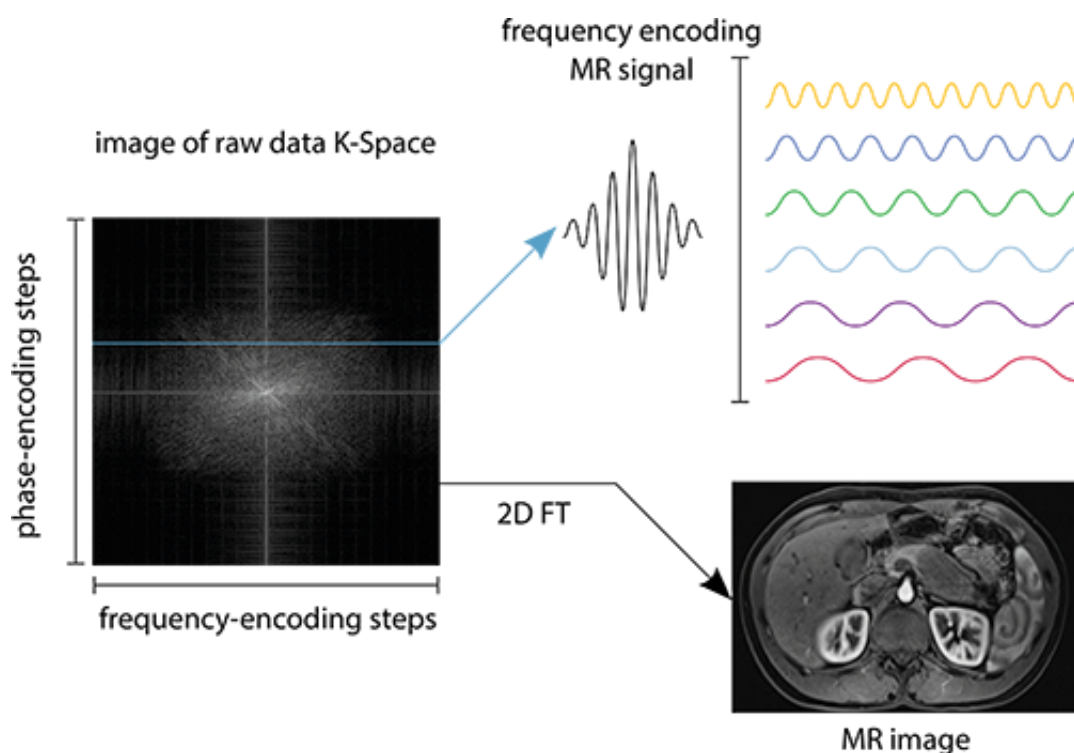 frequency encoding
MR signal
image of raw data K-Space
phase-encoding steps
frequency-encoding steps
2D FT
MR image